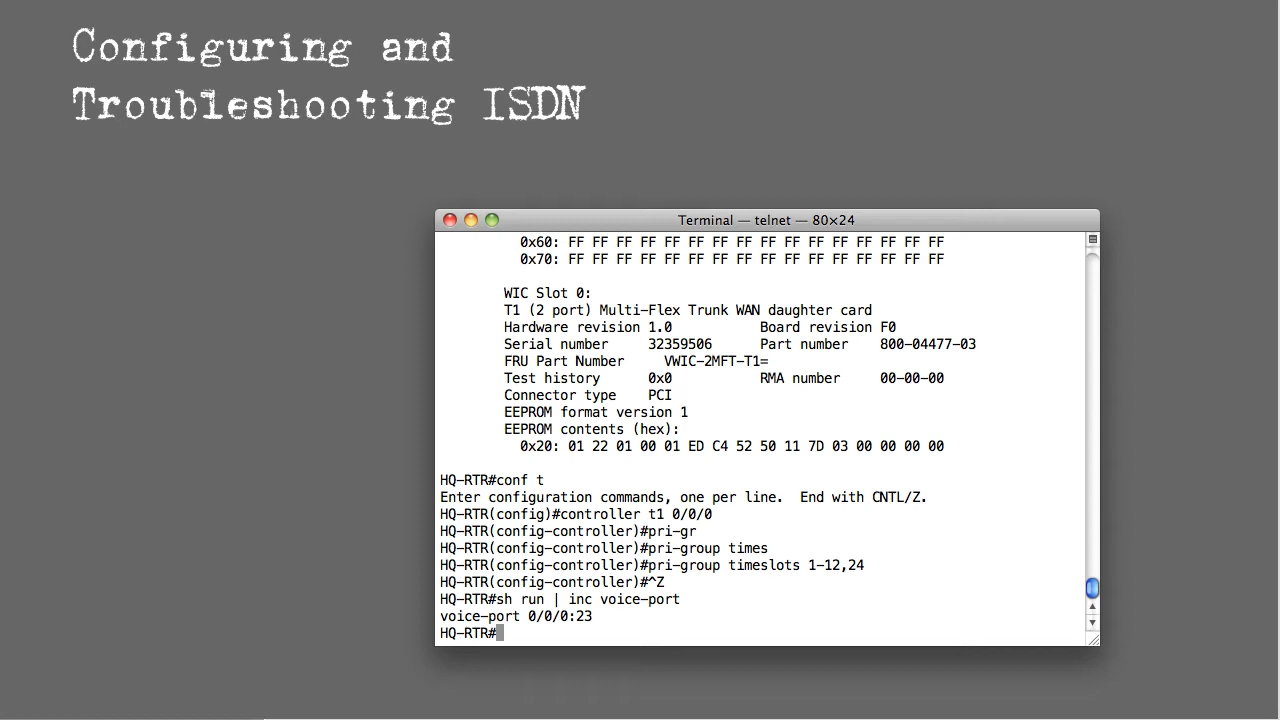 Configuring and
Troubleshooting ISDN
Terminal — telnet — 80×24
0x60: FF FF FF FF FF FF FF FF FF FF FF FF FF FF FF FF
0x70: FF FF FF FF FF FF FF FF FF FF FF FF FF FF FF FF
WIC Slot 0:
T1 (2 port) Multi-Flex Trunk WAN daughter card
Hardware revision 1.0 Board revision F0
Serial number 32359506 Part number 800-04477-03
FRU Part Number VWIC-2MFT-T1=
Test history 0x0 RMA number 00-00-00
Connector type PCI
EEPROM format version 1
EEPROM contents (hex):
0x20: 01 22 01 00 01 ED C4 52 50 11 7D 03 00 00 00 00
HQ-RTR#conf t
Enter configuration commands, one per line. End with CNTL/Z.
HQ-RTR(config)#controller t1 0/0/0
HQ-RTR(config-controller)#pri-gr
HQ-RTR(config-controller)#pri-group times
HQ-RTR(config-controller)#pri-group timeslots 1-12,24
HQ-RTR(config-controller)#^Z
HQ-RTR#sh run | inc voice-port
voice-port 0/0/0:23
HQ-RTR#